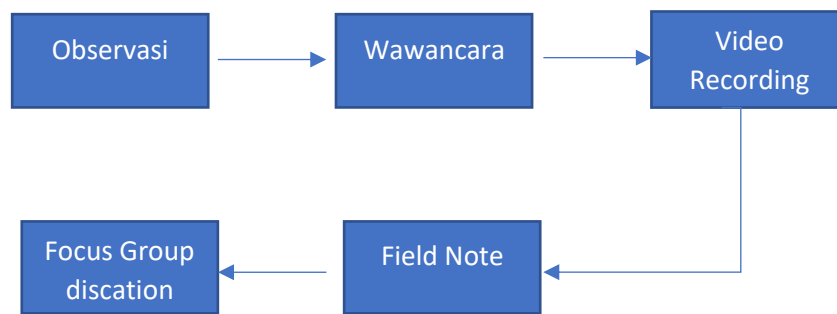 Observasi
Wawancara
Video
Recording
Focus Group
discation
Field Note